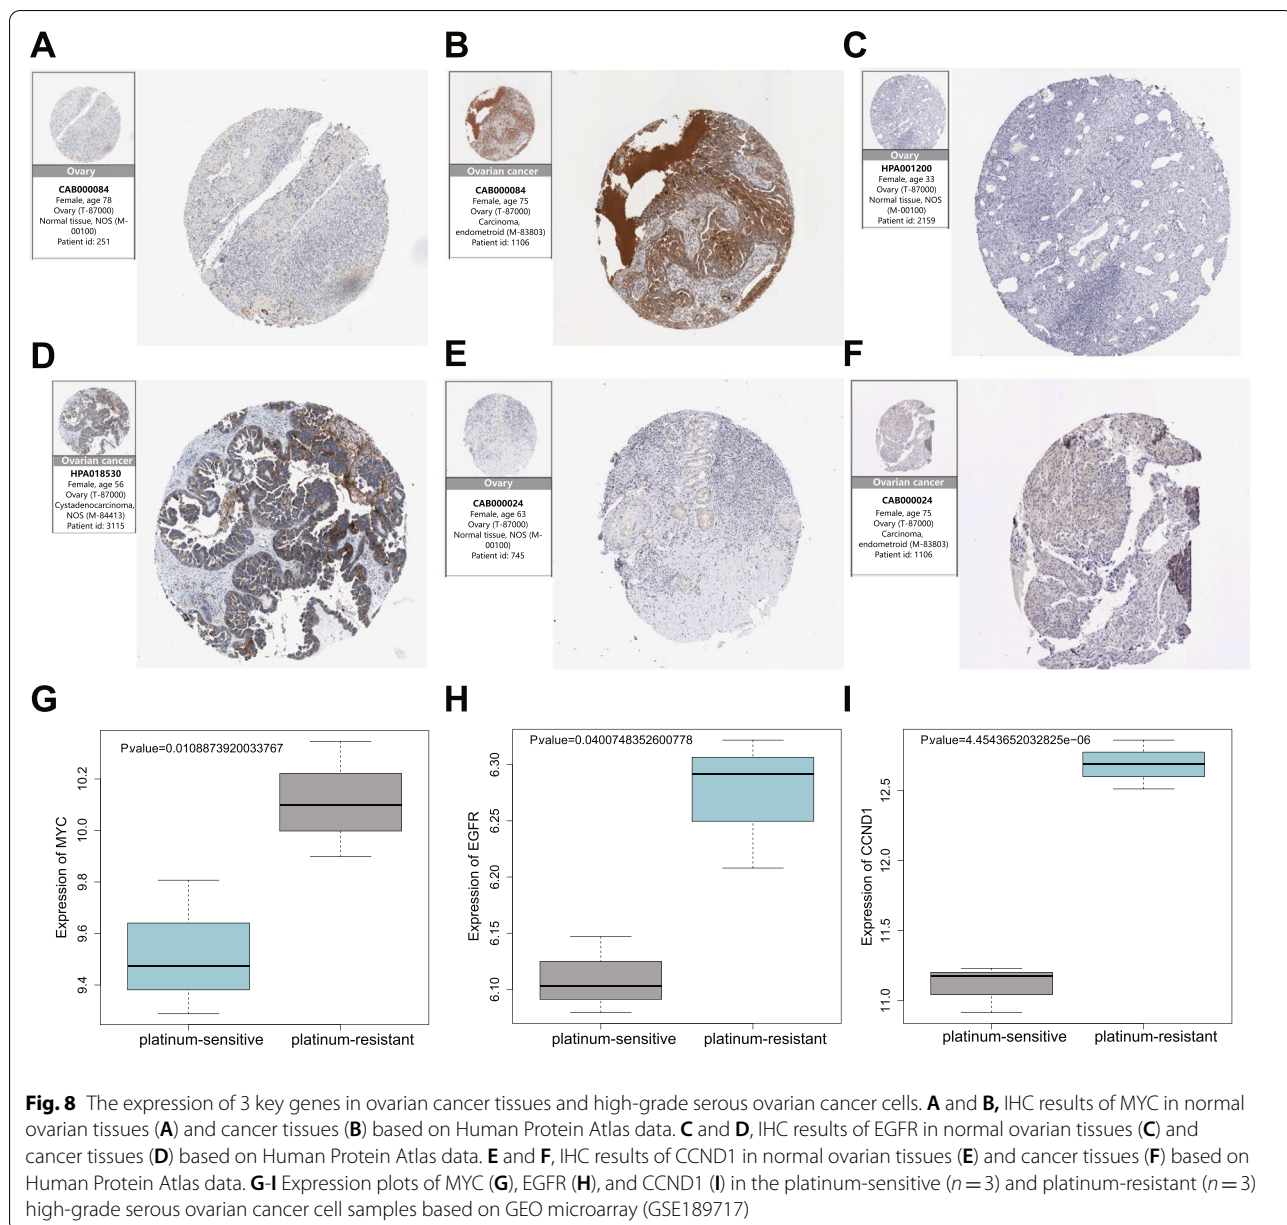 A
Ovary
CAB000084
Female, age 78
Ovary (T-87000)
Normal tissue, NOS (M-
00100)
Patient id: 251
B
Ovarian cancer
CAB000084
Female, age 75
Ovary (T-87000)
Carcinoma,
endometroid (M-83803)
Patient id: 1106
C
Ovary
HPA001200
Female, age 33
Ovary (T-87000)
Normal tissue, NOS
(M-00100)
Patient id: 2159
D
Ovarian cancer
HPA018530
Female, age 56
Ovary (T-87000)
Cystadenocarcinoma,
NOS (M-84413)
Patient id: 3115
E
Ovary
CAB000024
Female, age 63
Ovary (T-87000)
Normal tissue, NOS (M-
00100)
Patient id: 745
F
Ovarian cancer
CAB000024
Female, age 75
Ovary (T-87000)
Carcinoma,
endometroid (M-83803)
Patient id: 1106
G
P.value=0.0108873920033767
Expression of MYC
10.2
10.0
9.8
9.6
9.4
platinum-sensitive platinum-resistant
H
P.value=0.0400748352600778
Expression of EGFR
6.30
6.25
6.20
6.15
6.10
platinum-sensitive platinum-resistant
I
P.value=4.4543652032825e−06
Expression of CCND1
12.5
12.0
11.5
11.0
platinum-sensitive platinum-resistant
Fig. 8 The expression of 3 key genes in ovarian cancer tissues and high-grade serous ovarian cancer cells. A and B, IHC results of MYC in normal
ovarian tissues (A) and cancer tissues (B) based on Human Protein Atlas data. C and D, IHC results of EGFR in normal ovarian tissues (C) and
cancer tissues (D) based on Human Protein Atlas data. E and F, IHC results of CCND1 in normal ovarian tissues (E) and cancer tissues (F) based on
Human Protein Atlas data. G-I Expression plots of MYC (G), EGFR (H), and CCND1 (I) in the platinum-sensitive (n = 3) and platinum-resistant (n = 3)
high-grade serous ovarian cancer cell samples based on GEO microarray (GSE189717)